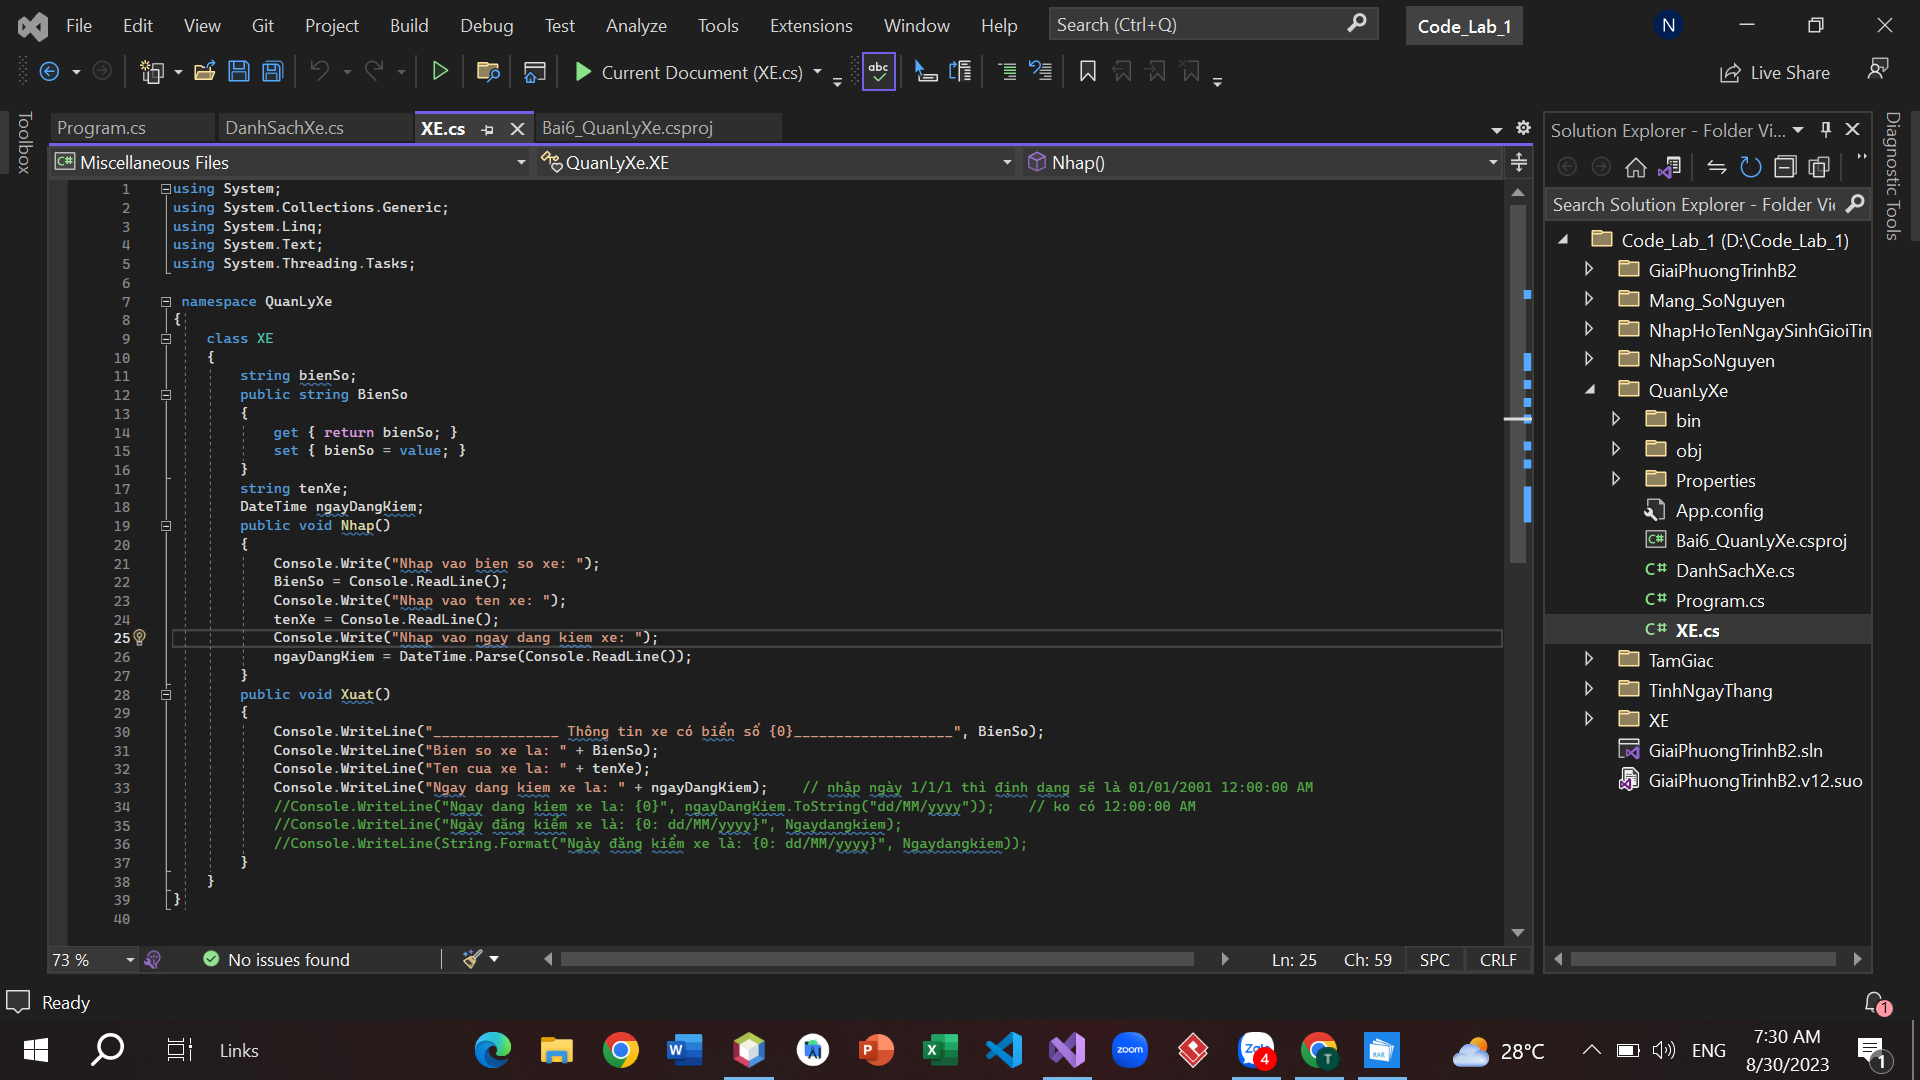 File Edit View Git Project Build Debug Test Analyze Tools Extensions Window Help Search (Ctrl+Q) Code_Lab_1 N
Current Document (XE.cs) abc Live Share
Toolbox
Program.cs DanhSachXe.cs XE.cs Bai6_QuanLyXe.csproj
C# Miscellaneous Files QuanLyXe.XE Nhap()
1 using System;
2 using System.Collections.Generic;
3 using System.Linq;
4 using System.Text;
5 using System.Threading.Tasks;
6
7 namespace QuanLyXe
8 {
9 class XE
10 {
11 string bienSo;
12 public string BienSo
13 {
14 get { return bienSo; }
15 set { bienSo = value; }
16 }
17 string tenXe;
18 DateTime ngayDangKiem;
19 public void Nhap()
20 {
21 Console.Write("Nhap vao bien so xe: ");
22 BienSo = Console.ReadLine();
23 Console.Write("Nhap vao ten xe: ");
24 tenXe = Console.ReadLine();
25 Console.Write("Nhap vao ngay dang kiem xe: ");
26 ngayDangKiem = DateTime.Parse(Console.ReadLine());
27 }
28 public void Xuat()
29 {
30 Console.WriteLine("_______________ Thông tin xe có biển số {0}___________________", BienSo);
31 Console.WriteLine("Bien so xe la: " + BienSo);
32 Console.WriteLine("Ten cua xe la: " + tenXe);
33 Console.WriteLine("Ngay dang kiem xe la: " + ngayDangKiem); // nhập ngày 1/1/1 thì định dạng sẽ là 01/01/2001 12:00:00 AM
34 //Console.WriteLine("Ngay dang kiem xe la: {0}", ngayDangKiem.ToString("dd/MM/yyyy")); // ko có 12:00:00 AM
35 //Console.WriteLine("Ngày đăng kiểm xe là: {0: dd/MM/yyyy}", Ngaydangkiem);
36 //Console.WriteLine(String.Format("Ngày đăng kiểm xe là: {0: dd/MM/yyyy}", Ngaydangkiem));
37 }
38 }
39 }
40
73 % No issues found Ln: 25 Ch: 59 SPC CRLF
Solution Explorer - Folder Vi...
Search Solution Explorer - Folder Vi
Code_Lab_1 (D:\Code_Lab_1)
GiaiPhuongTrinhB2
Mang_SoNguyen
NhapHoTenNgaySinhGioiTin
NhapSoNguyen
QuanLyXe
bin
obj
Properties
App.config
C# Bai6_QuanLyXe.csproj
C# DanhSachXe.cs
C# Program.cs
C# XE.cs
TamGiac
TinhNgayThang
XE
GiaiPhuongTrinhB2.sln
GiaiPhuongTrinhB2.v12.suo
Diagnostic Tools
Ready 1
Links W P X zoom Zalo 4 T RAR 28°C ENG 7:30 AM
8/30/2023 1